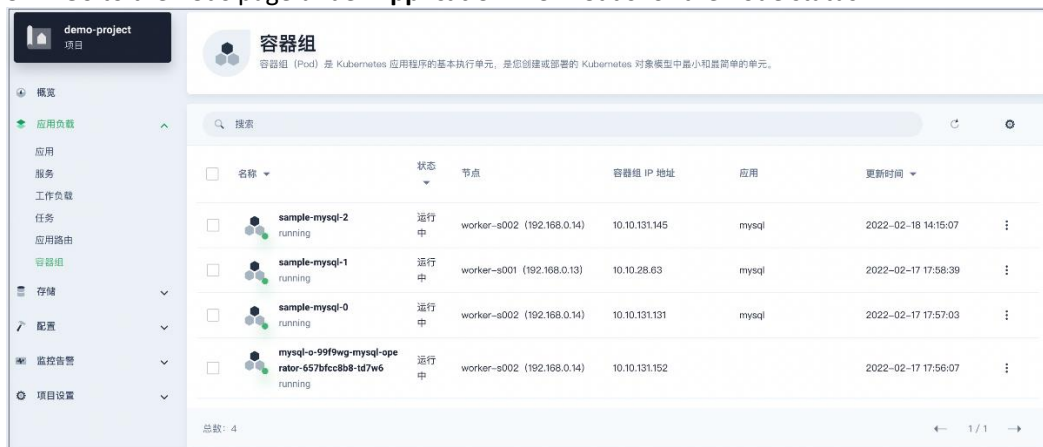 demo-project
项目
概览
应用负载
应用
服务
工作负载
任务
应用路由
容器组
存储
配置
监控告警
项目设置
容器组
容器组（Pod）是 Kubernetes 应用程序的基本执行单元，是您创建或部署的 Kubernetes 对象模型中最小和最简单的单元。
搜索
名称 状态 节点 容器组 IP 地址 应用 更新时间
sample-mysql-2
running
运行中 worker-s002（192.168.0.14） 10.10.131.145 mysql 2022-02-18 14:15:07
sample-mysql-1
running
运行中 worker-s001（192.168.0.13） 10.10.28.63 mysql 2022-02-17 17:58:39
sample-mysql-0
running
运行中 worker-s002（192.168.0.14） 10.10.131.131 mysql 2022-02-17 17:57:03
mysql-o-99f9wg-mysql-ope
rator-657bfcc8b8-td7w6
running
运行中 worker-s002（192.168.0.14） 10.10.131.152 2022-02-17 17:56:07
总数：4
1 / 1